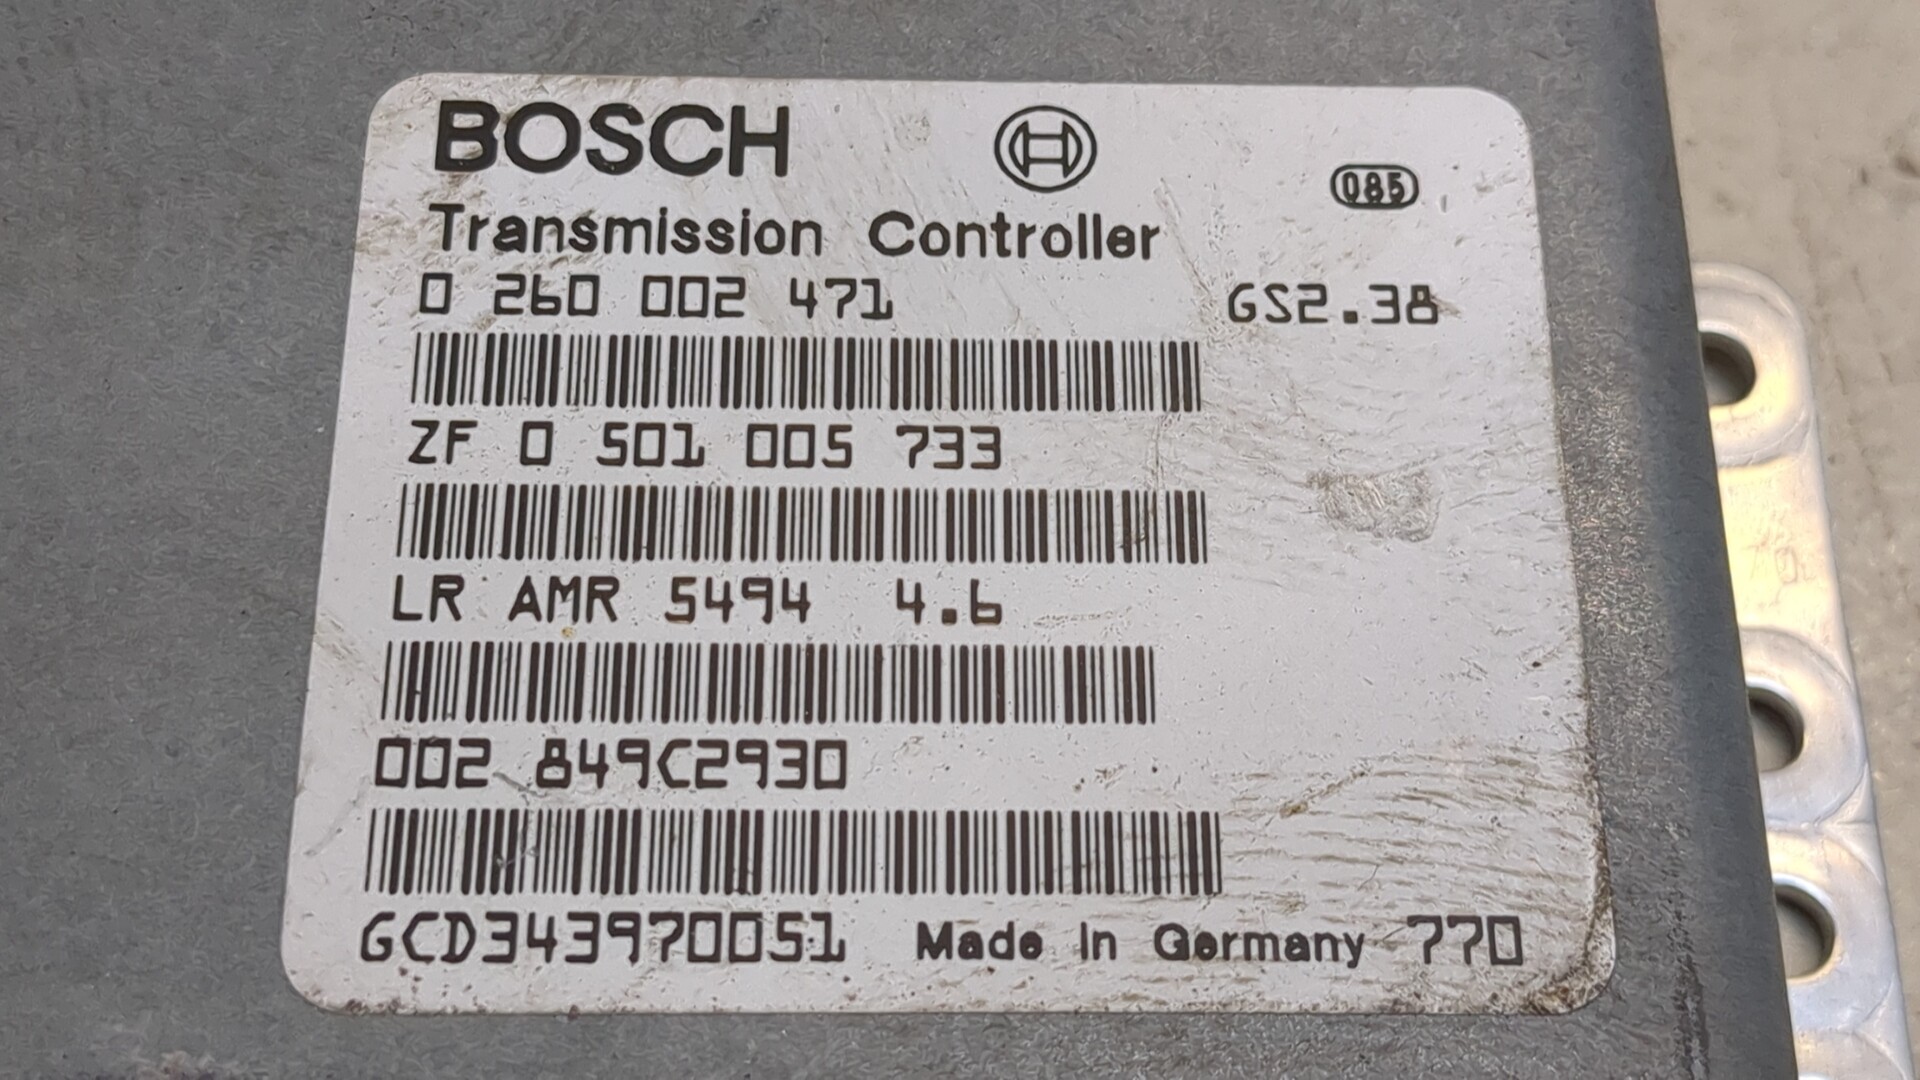 BOSCH
085
Transmission Controller
0 260 002 471 GS2.38
ZF 0 501 005 733
LR AMR 5494 4.6
002 849C2930
GCD3439700S1 Made in Germany 770